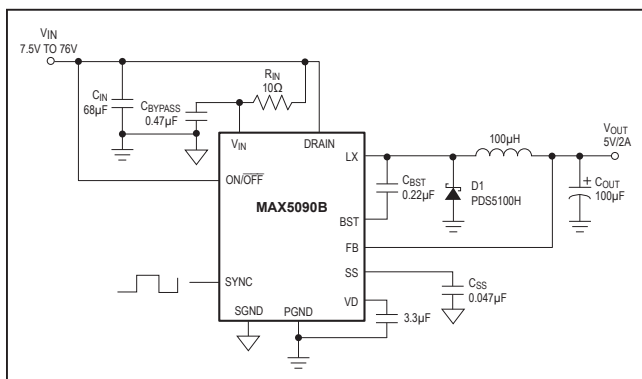 VIN
7.5V TO 76V
CIN
68µF
CBYPASS
0.47µF
RIN
10Ω
VIN
DRAIN
LX
100µH
VOUT
5V/2A
ON/OFF
MAX5090B
CBST
0.22µF
D1
PDS5100H
+
COUT
100µF
BST
FB
SYNC
SS
CSS
0.047µF
VD
3.3µF
SGND
PGND